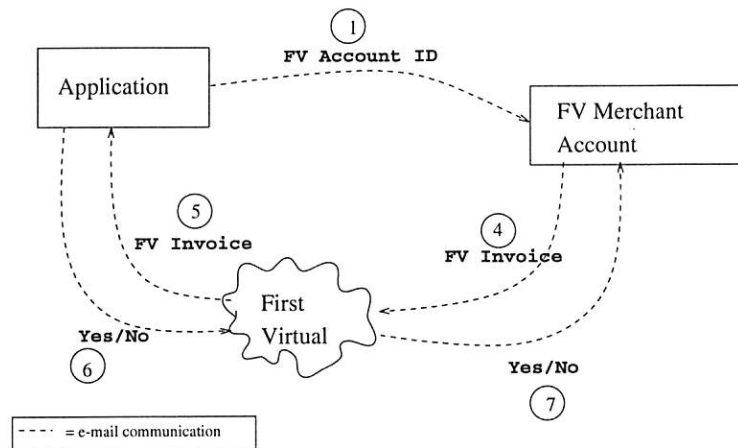 1
FV Account ID
Application
FV Merchant
Account
5
FV Invoice
4
FV Invoice
First
Virtual
Yes/No
6
Yes/No
7
= e-mail communication